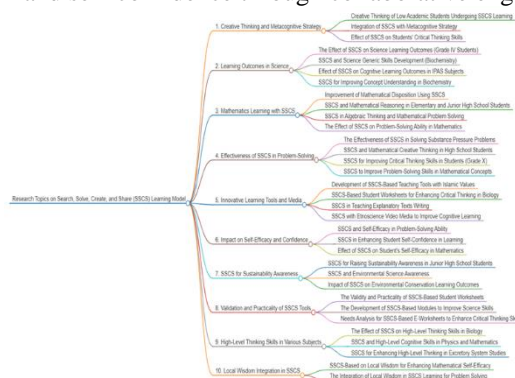 Research Topics on Search, Solve, Create, and Share (SSCS) Learning Model
1. Creative Thinking and Metacognitive Strategy
Creative Thinking of Low Academic Students Undergoing SSCS Learning
Integration of SSCS with Metacognitive Strategy
Effect of SSCS on Students' Critical Thinking Skills
2. Learning Outcomes in Science
The Effect of SSCS on Science Learning Outcomes (Grade IV Students)
SSCS and Science Generic Skills Development (Biochemistry)
Effect of SSCS on Cognitive Learning Outcomes in IPAS Subjects
SSCS for Improving Concept Understanding in Biochemistry
3. Mathematics Learning with SSCS
Improvement of Mathematical Disposition Using SSCS
SSCS and Mathematical Reasoning in Elementary and Junior High School Students
SSCS in Algebraic Thinking and Mathematical Problem Solving
The Effect of SSCS on Problem-Solving Ability in Mathematics
4. Effectiveness of SSCS in Problem-Solving
The Effectiveness of SSCS in Solving Substance Pressure Problems
SSCS and Mathematical Creative Thinking in High School Students
SSCS for Improving Critical Thinking Skills in Students (Grade X)
SSCS to Improve Problem-Solving Skills in Mathematical Concepts
5. Innovative Learning Tools and Media
Development of SSCS-Based Teaching Tools with Islamic Values
SSCS-Based Student Worksheets for Enhancing Critical Thinking in Biology
SSCS in Teaching Explanatory Texts Writing
SSCS with Etnoscience Video Media to Improve Cognitive Learning
6. Impact on Self-Efficacy and Confidence
SSCS and Self-Efficacy in Problem-Solving Ability
SSCS in Enhancing Student Self-Confidence in Learning
Effect of SSCS on Student's Self-Efficacy in Mathematics
7. SSCS for Sustainability Awareness
SSCS for Raising Sustainability Awareness in Junior High School Students
SSCS and Environmental Science Awareness
Impact of SSCS on Environmental Conservation Learning Outcomes
8. Validation and Practicality of SSCS Tools
The Validity and Practicality of SSCS-Based Student Worksheets
The Development of SSCS-Based Modules to Improve Science Skills
Needs Analysis for SSCS-Based E-Worksheets to Enhance Critical Thinking
9. High-Level Thinking Skills in Various Subjects
The Effect of SSCS on High-Level Thinking Skills in Biology
SSCS and High-Level Cognitive Skills in Physics and Mathematics
SSCS for Enhancing High-Level Thinking in Excretory System Studies
10. Local Wisdom Integration in SSCS
SSCS-Based on Local Wisdom for Enhancing Mathematical Self-Efficacy
The Integration of Local Wisdom in SSCS Learning for Problem Solving